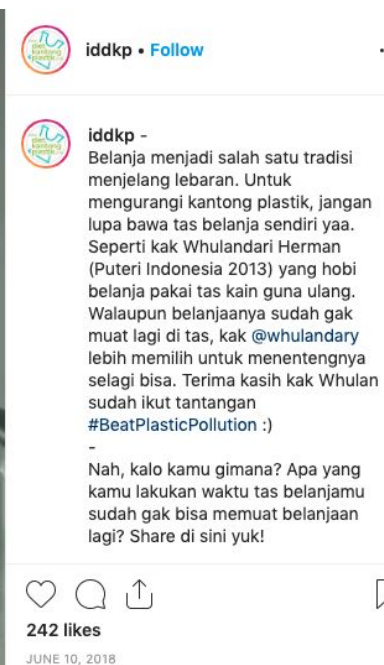 iddkp • Follow
iddkp -
Belanja menjadi salah satu tradisi
menjelang lebaran. Untuk
mengurangi kantong plastik, jangan
lupa bawa tas belanja sendiri yaa.
Seperti kak Whulandari Herman
(Puteri Indonesia 2013) yang hobi
belanja pakai tas kain guna ulang.
Walaupun belanjaanya sudah gak
muat lagi di tas, kak @whulandary
lebih memilih untuk menentengnya
selagi bisa. Terima kasih kak Whulan
sudah ikut tantangan
#BeatPlasticPollution :)
-
Nah, kalo kamu gimana? Apa yang
kamu lakukan waktu tas belanjamu
sudah gak bisa memuat belanjaan
lagi? Share di sini yuk!
242 likes
JUNE 10, 2018